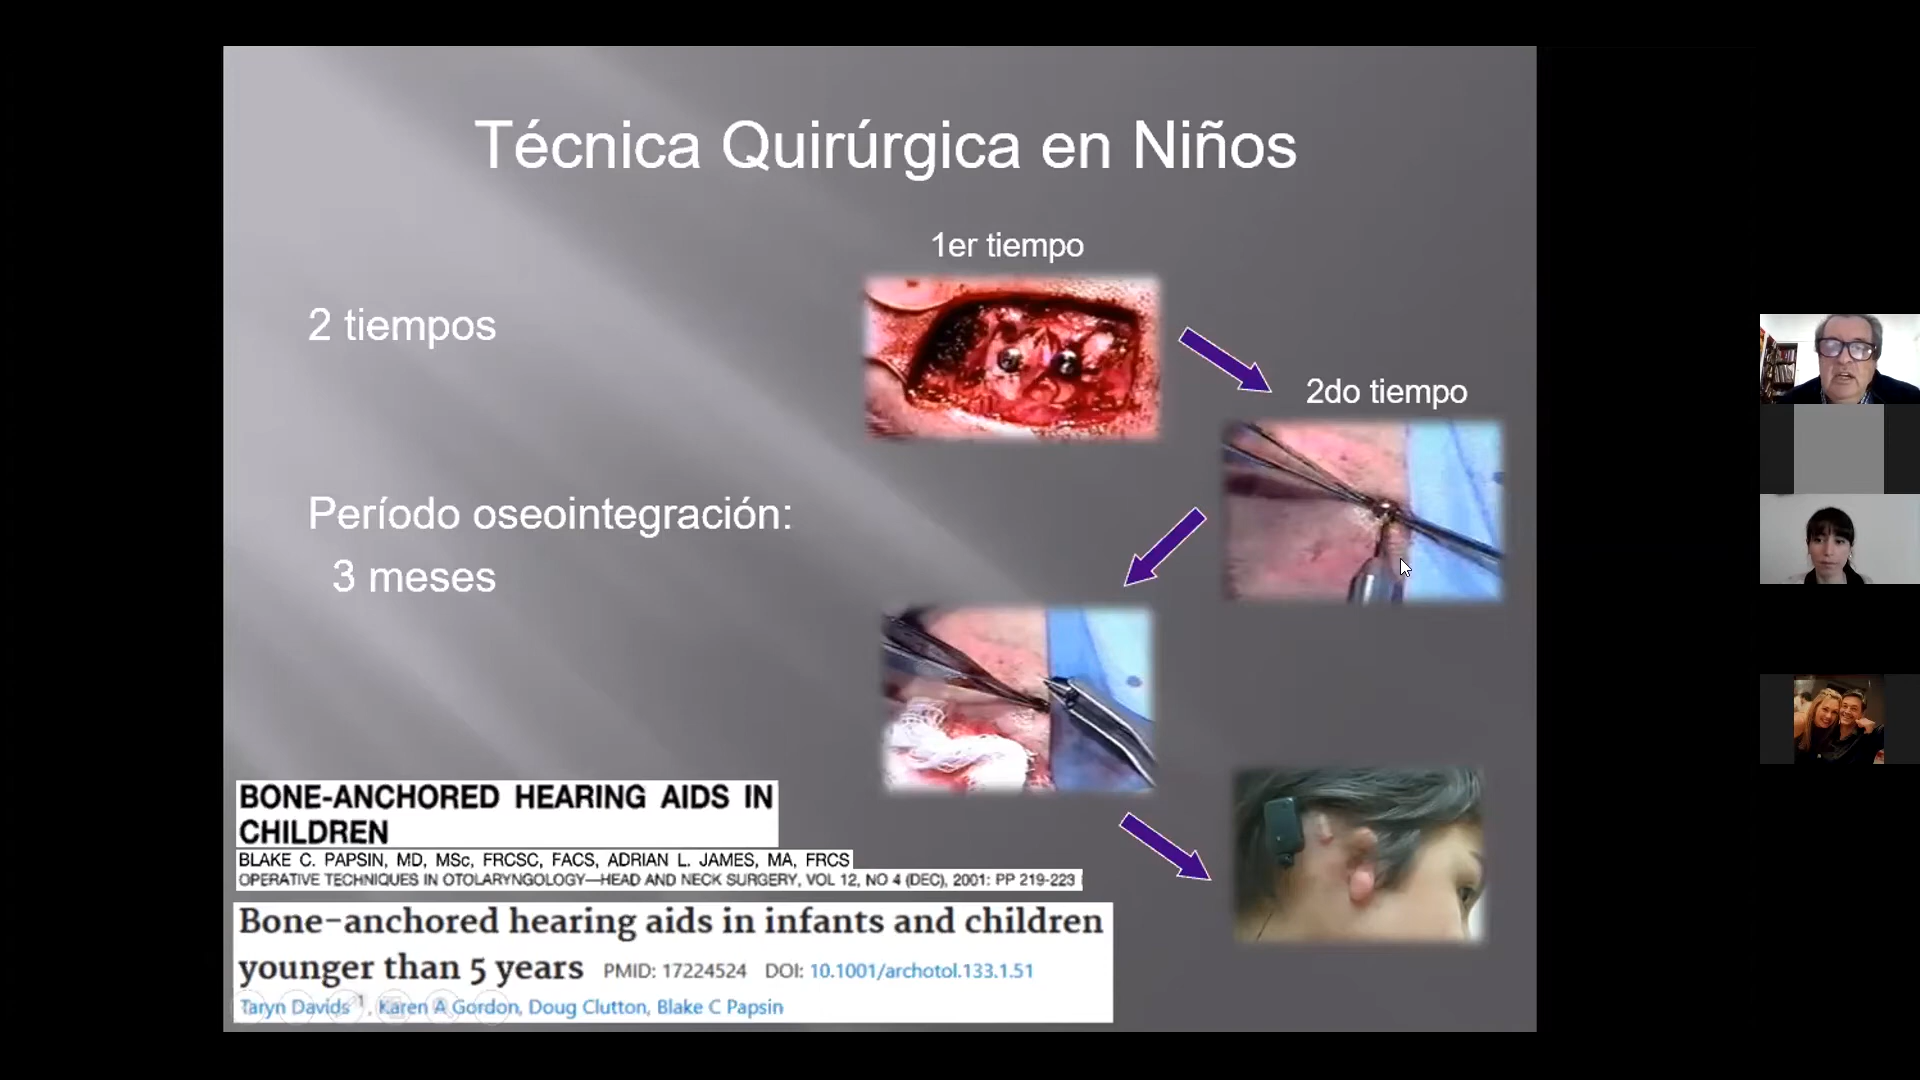 Técnica Quirúrgica en Niños
1er tiempo
2 tiempos
2do tiempo
Período oseointegración:
3 meses
BONE-ANCHORED HEARING AIDS IN
CHILDREN
BLAKE C. PAPSIN, MD, MSc, FRCSC, FACS, ADRIAN L. JAMES, MA, FRCS
OPERATIVE TECHNIQUES IN OTOLARYNGOLOGY—HEAD AND NECK SURGERY, VOL 12, NO 4 (DEC), 2001: PP 219-223
Bone-anchored hearing aids in infants and children
younger than 5 years PMID: 17224524 DOI: 10.1001/archotol.133.1.51
Taryn Davids 1, Karen A Gordon, Doug Clutton, Blake C Papsin